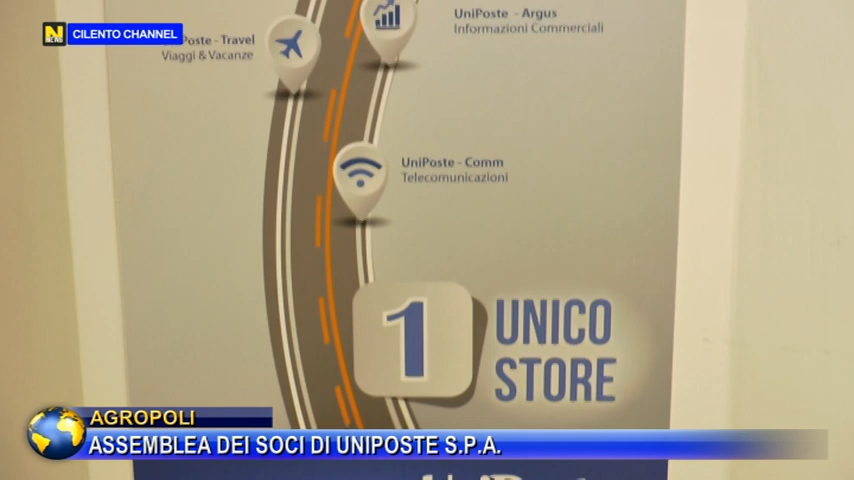 N
CILENTO CHANNEL
UniPoste - Argus
Informazioni Commerciali
Poste - Travel
Viaggi & Vacanze
UniPoste - Comm
Telecomunicazioni
1
UNICO
STORE
AGROPOLI
ASSEMBLEA DEI SOCI DI UNIPOSTE S.P.A.